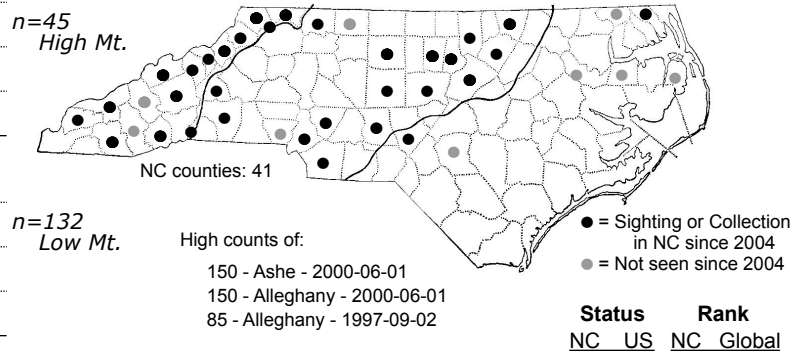 n=45
High Mt.
NC counties: 41
n=132
Low Mt.
High counts of:
150 - Ashe - 2000-06-01
150 - Alleghany - 2000-06-01
85 - Alleghany - 1997-09-02
= Sighting or Collection
in NC since 2004
= Not seen since 2004
Status Rank
NC US NC Global